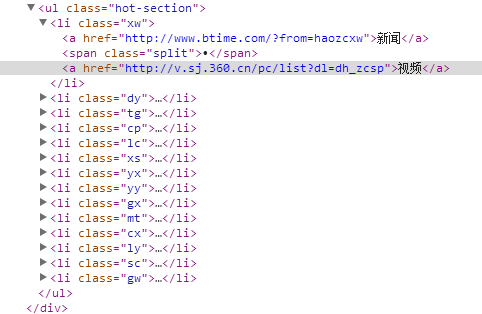 <ul class="hot-section">
<li class="xw">
<a href="http://www.btime.com/?from=haozcxw">新闻</a>
<span class="split">•</span>
<a href="http://v.sj.360.cn/pc/list?dl=dh_zcsp">视频</a>
</li>
<li class="dy">…</li>
<li class="tg">…</li>
<li class="cp">…</li>
<li class="lc">…</li>
<li class="xs">…</li>
<li class="yx">…</li>
<li class="yy">…</li>
<li class="gx">…</li>
<li class="mt">…</li>
<li class="cx">…</li>
<li class="ly">…</li>
<li class="sc">…</li>
<li class="gw">…</li>
</ul>
</div>